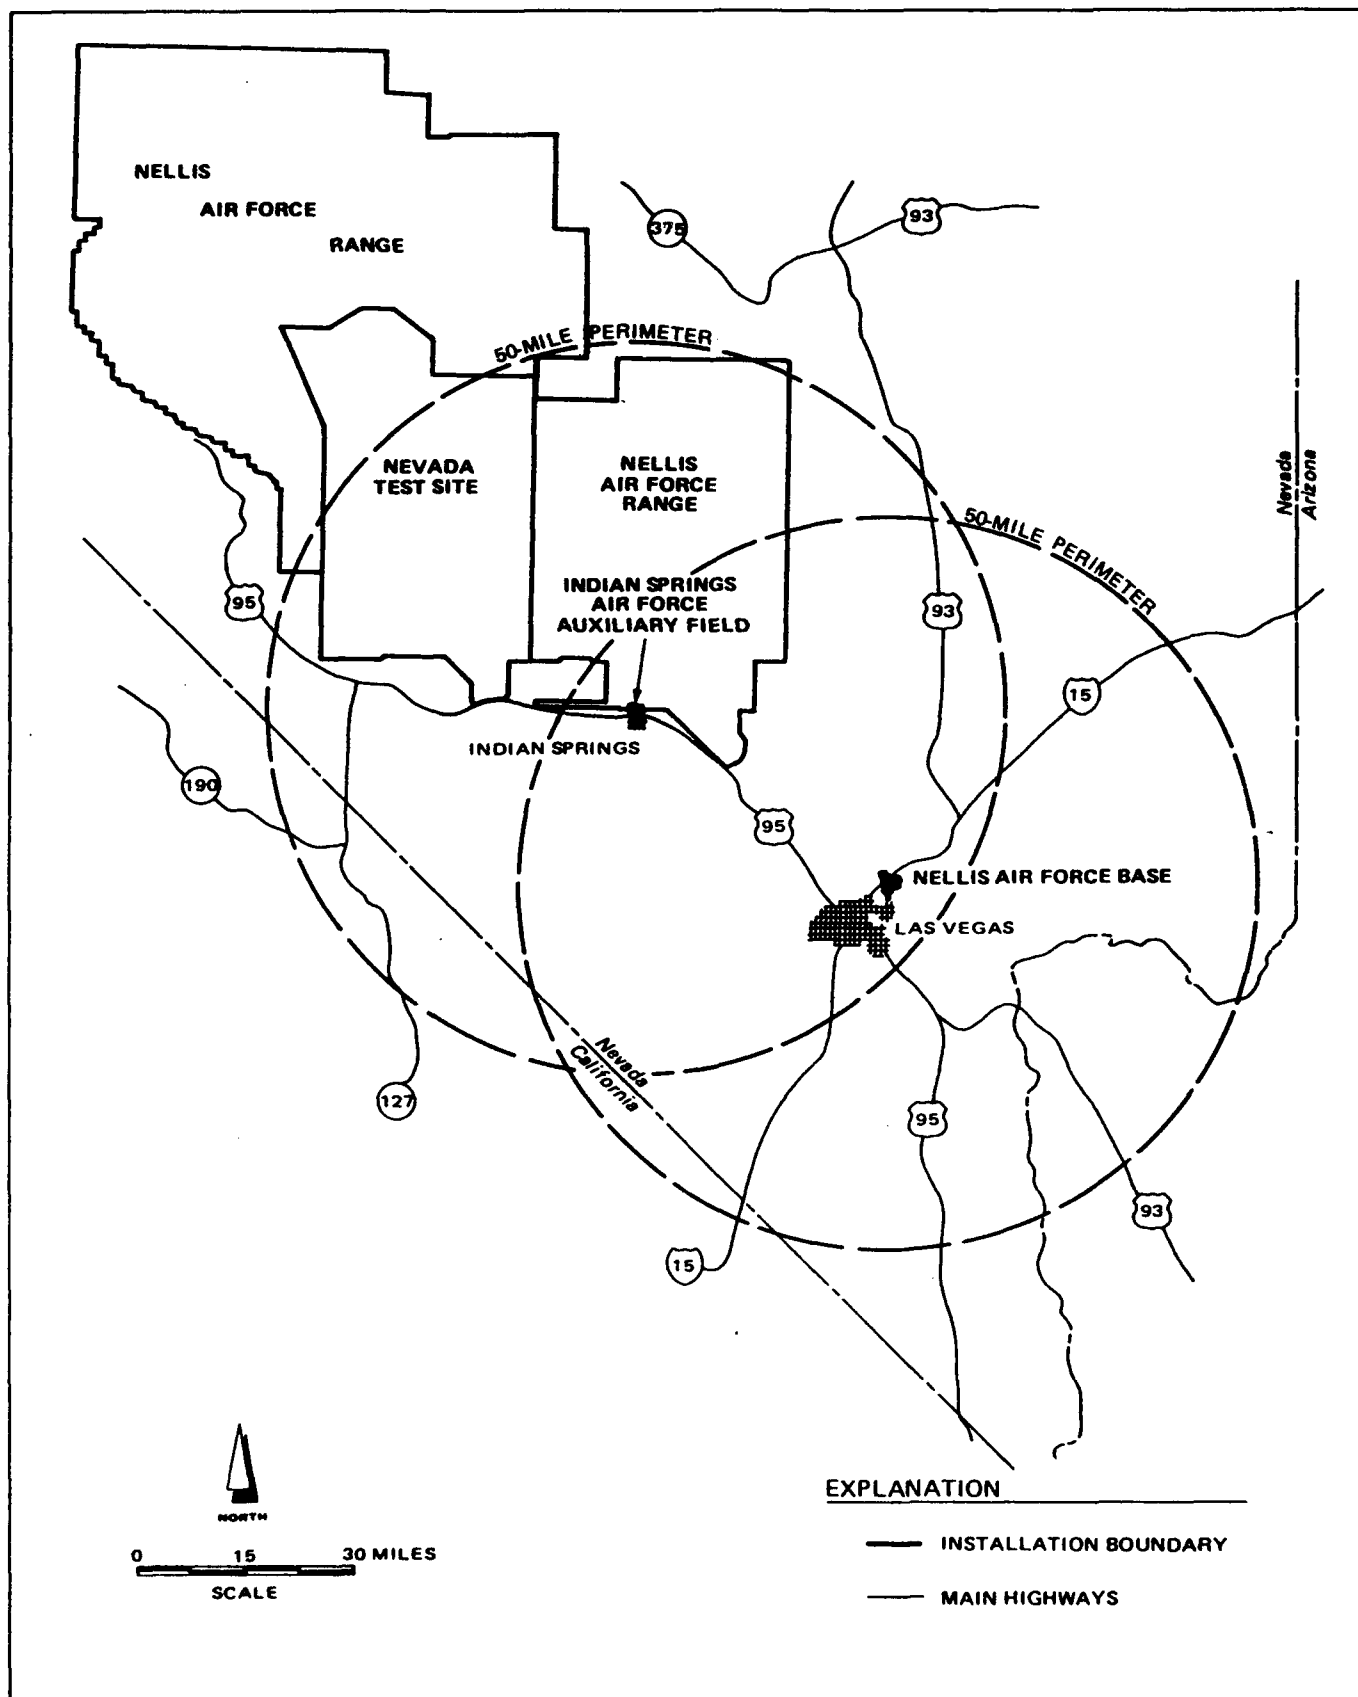 NELLIS
AIR FORCE
RANGE
375
93
50-MILE PERIMETER
NEVADA
TEST SITE
NELLIS
AIR FORCE
RANGE
Nevada
Arizona
50-MILE PERIMETER
INDIAN SPRINGS
AIR FORCE
AUXILIARY FIELD
95
93
15
INDIAN SPRINGS
190
95
NELLIS AIR FORCE BASE
LAS VEGAS
Nevada
California
127
95
93
15
NORTH
0 15 30 MILES
SCALE
EXPLANATION
INSTALLATION BOUNDARY
MAIN HIGHWAYS